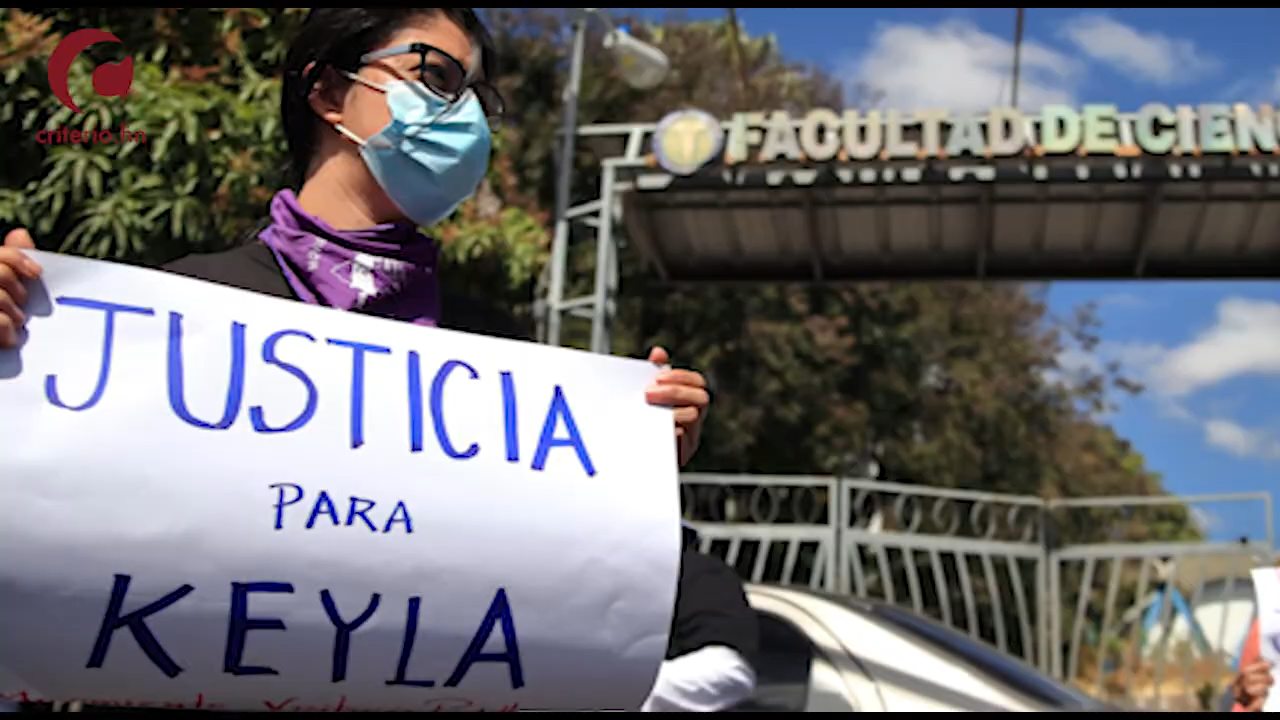 criterio.hn
FACULTAD DE CIEN
JUSTICIA
PARA
KEYLA